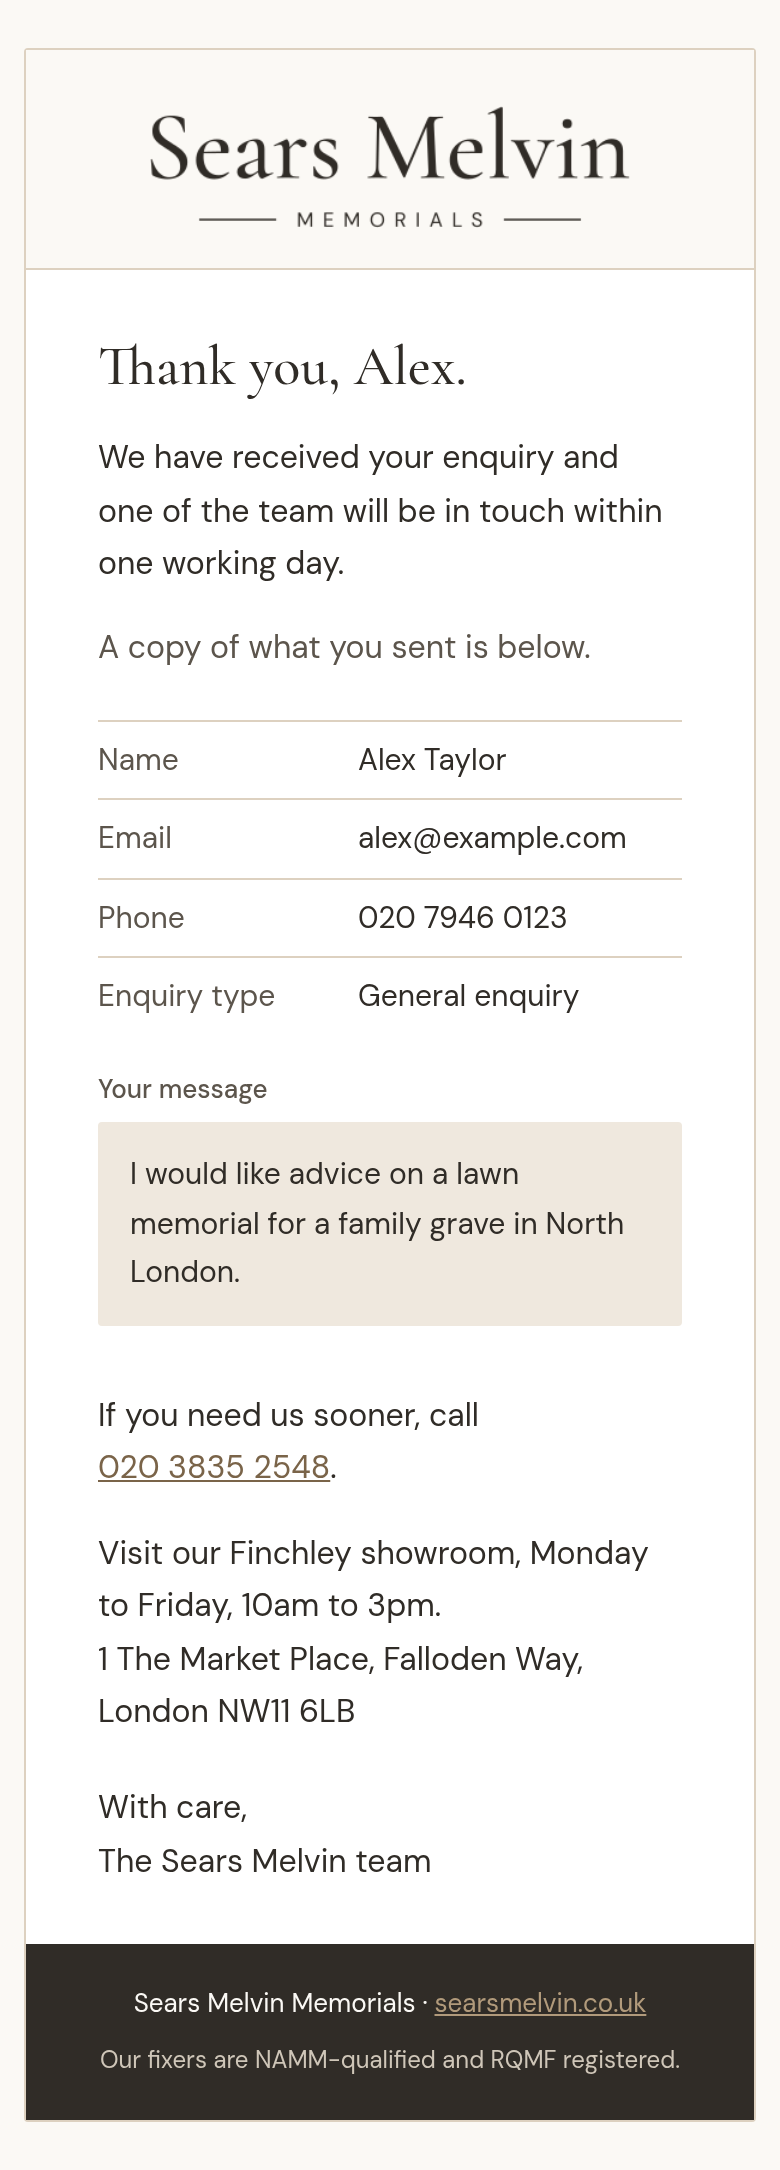 Sears Melvin
MEMORIALS
Thank you, Alex.
We have received your enquiry and
one of the team will be in touch within
one working day.
A copy of what you sent is below.
Name Alex Taylor
Email alex@example.com
Phone 020 7946 0123
Enquiry type General enquiry
Your message
I would like advice on a lawn
memorial for a family grave in North
London.
If you need us sooner, call
020 3835 2548.
Visit our Finchley showroom, Monday
to Friday, 10am to 3pm.
1 The Market Place, Falloden Way,
London NW11 6LB
With care,
The Sears Melvin team
Sears Melvin Memorials · searsmelvin.co.uk
Our fixers are NAMM-qualified and RQMF registered.